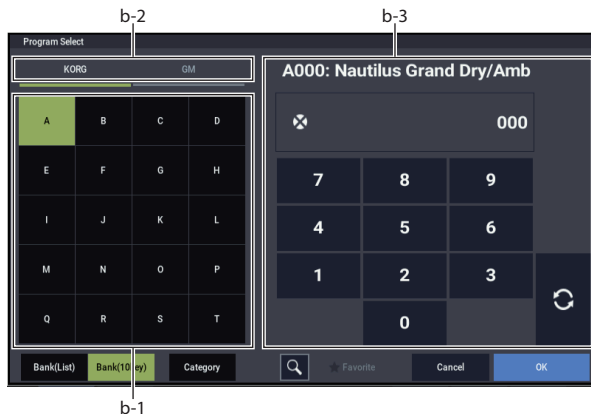 b-2
b-3
Program Select
KORG GM
A000: Nautilus Grand Dry/Amb
000
A B C D
E F G H
I J K L
M N O P
Q R S T
7 8 9
4 5 6
1 2 3
0
Bank(List) Bank(10key) Category Favorite Cancel OK
b-1